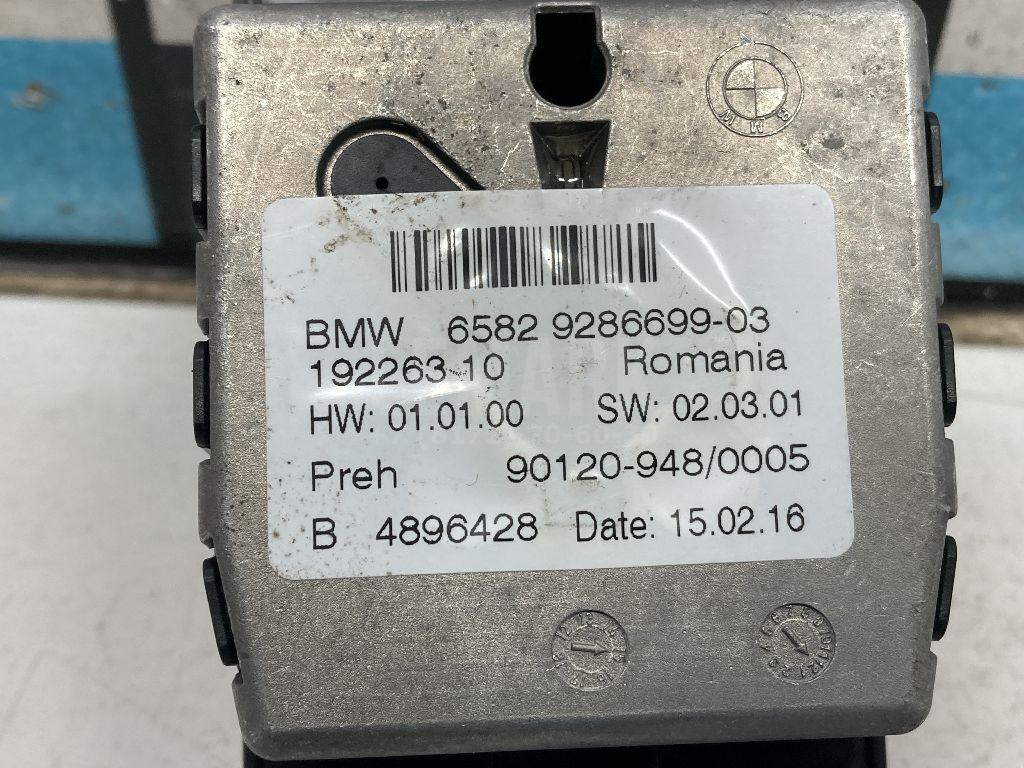 BMW
BMW 6582 9286699-03
192263 10 Romania
HW: 01.01.00 SW: 02.03.01
Preh 90120-948/0005
B 4896428 Date: 15.02.16